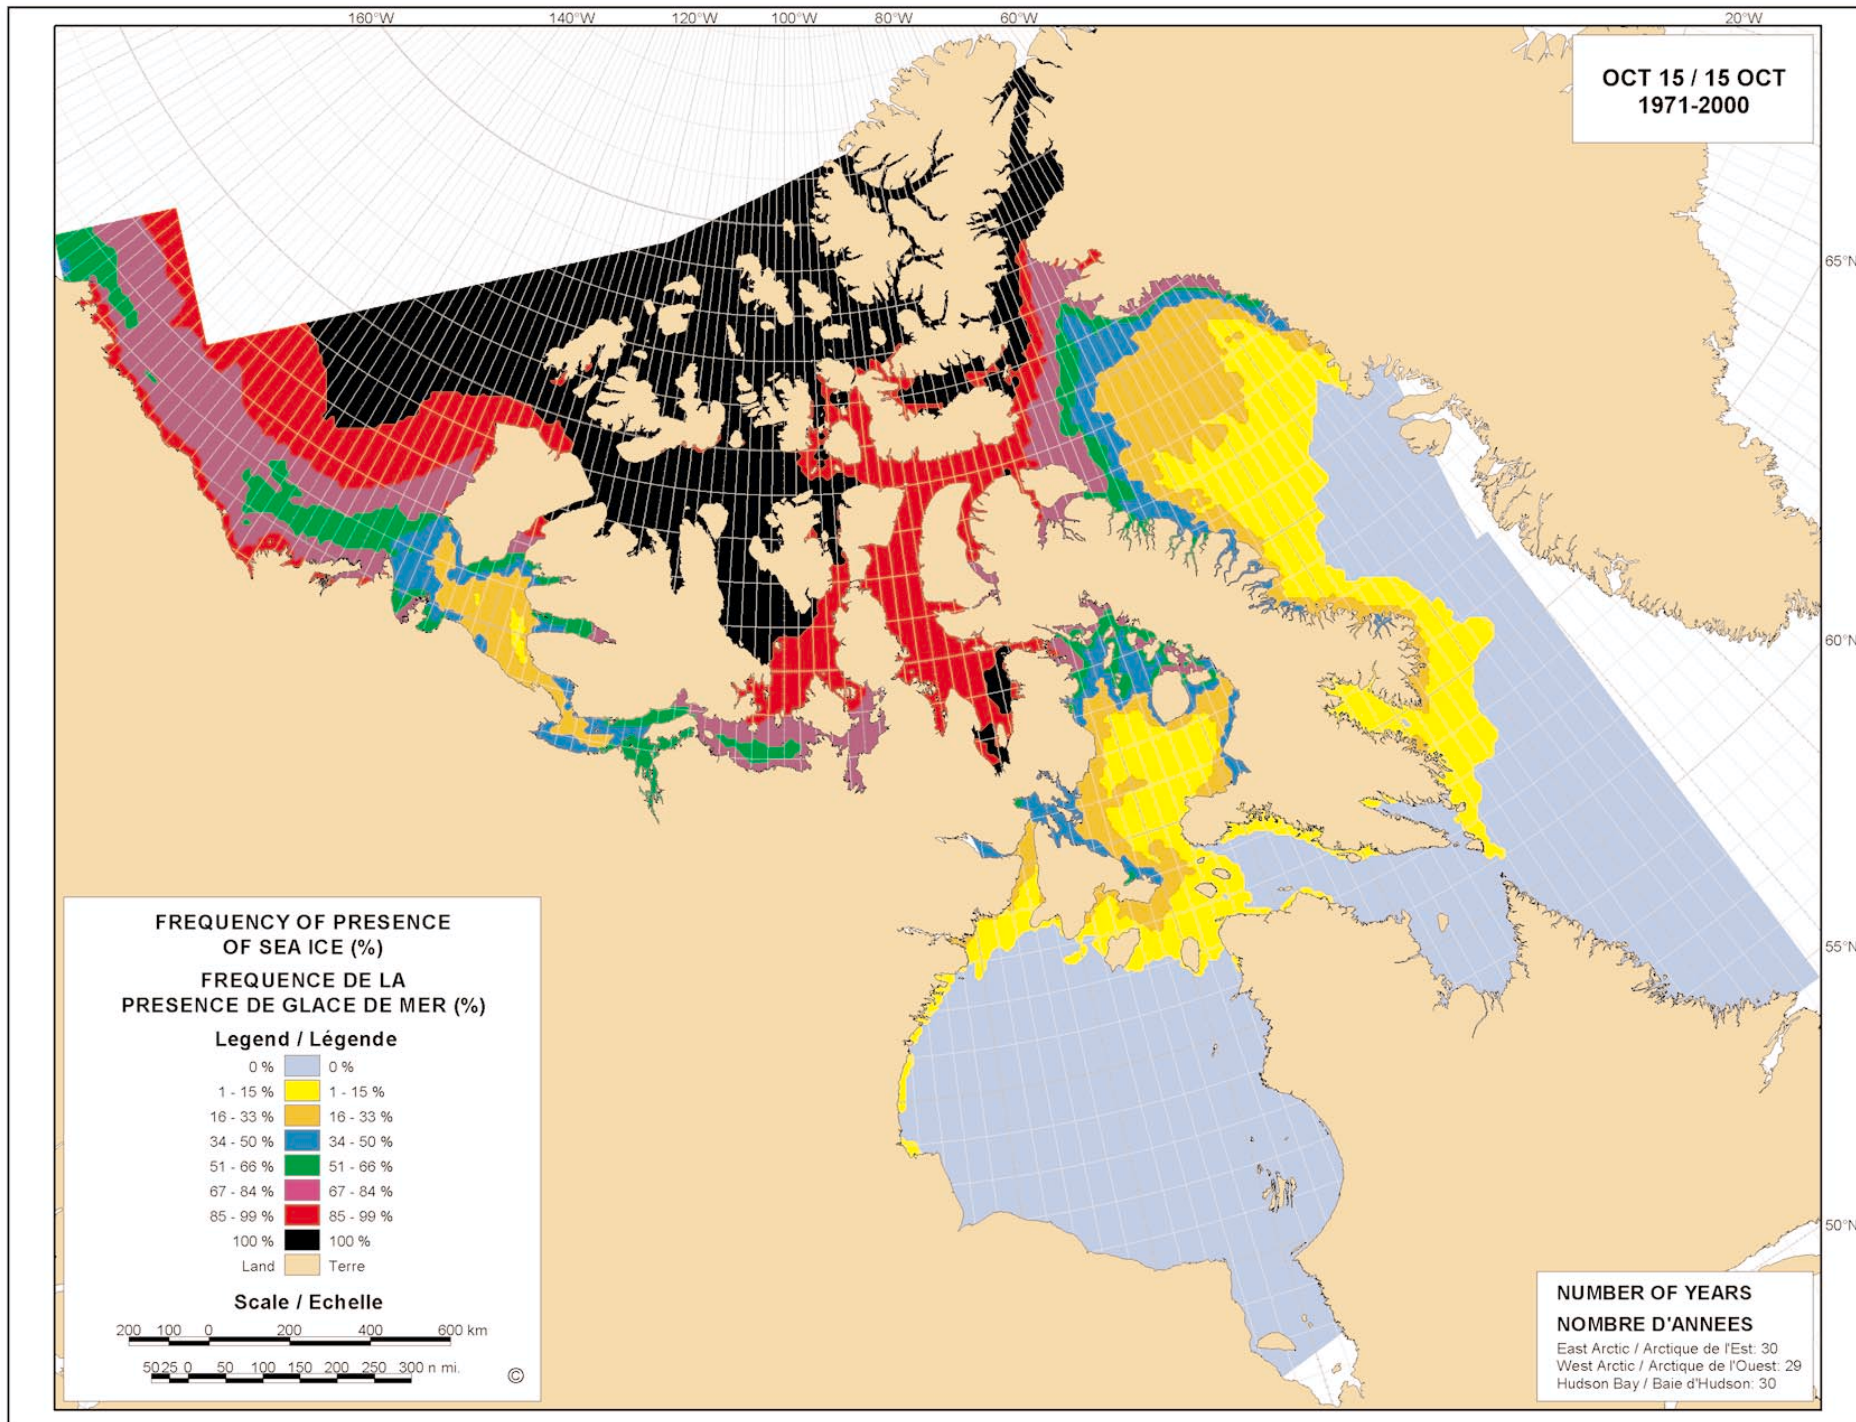 160°W 140°W 120°W 100°W 80°W 60°W 20°W
OCT 15 / 15 OCT
1971-2000
65°N
60°N
55°N
50°N
FREQUENCY OF PRESENCE
OF SEA ICE (%)
FREQUENCE DE LA
PRESENCE DE GLACE DE MER (%)
Legend / Légende
0 % 0 %
1 - 15 % 1 - 15 %
16 - 33 % 16 - 33 %
34 - 50 % 34 - 50 %
51 - 66 % 51 - 66 %
67 - 84 % 67 - 84 %
85 - 99 % 85 - 99 %
100 % 100 %
Land Terre
Scale / Echelle
200 100 0 200 400 600 km
50 25 0 50 100 150 200 250 300 n mi.
©
NUMBER OF YEARS
NOMBRE D'ANNEES
East Arctic / Arctique de l'Est: 30
West Arctic / Arctique de l'Ouest: 29
Hudson Bay / Baie d'Hudson: 30